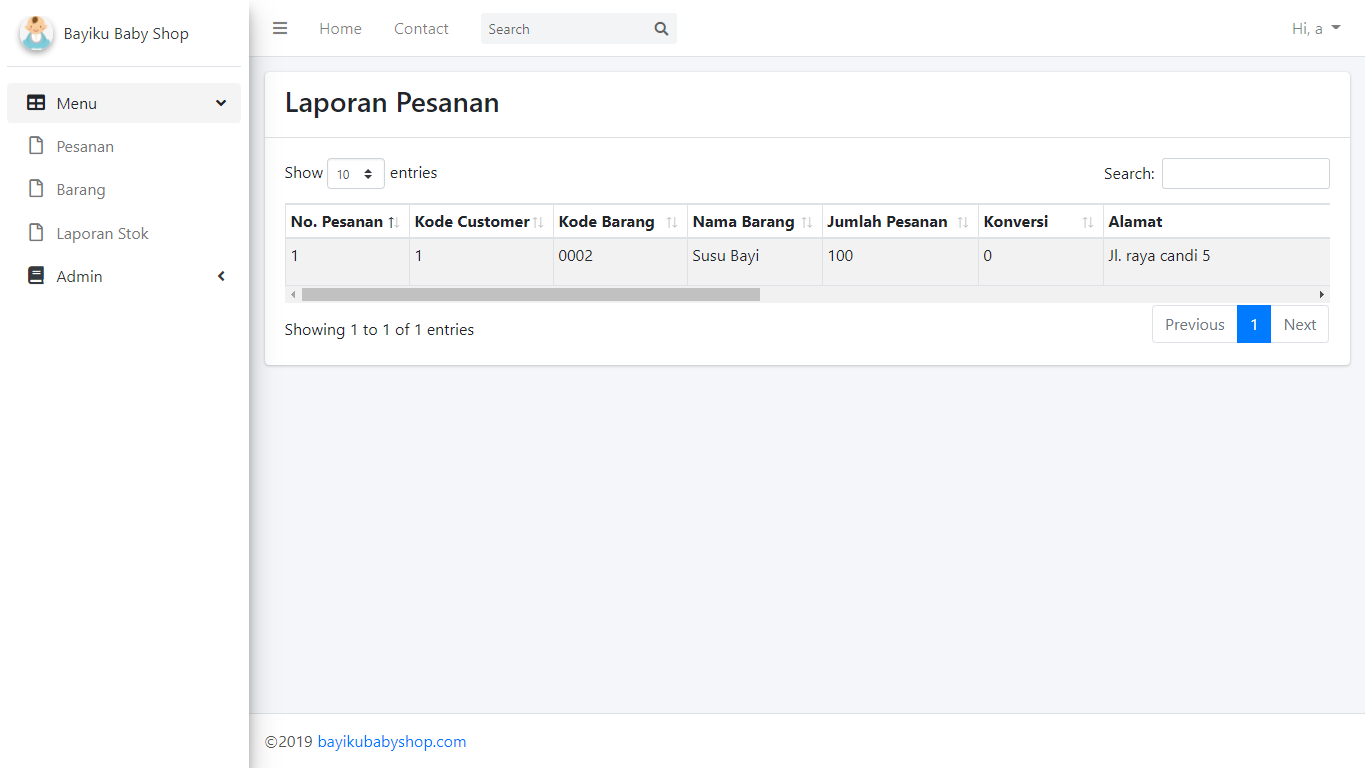 Bayiku Baby Shop
Home Contact Search Hi, a
Menu
Pesanan
Barang
Laporan Stok
Admin
Laporan Pesanan
Show 10 entries Search:
No. Pesanan Kode Customer Kode Barang Nama Barang Jumlah Pesanan Konversi Alamat
1 1 0002 Susu Bayi 100 0 Jl. raya candi 5
Showing 1 to 1 of 1 entries Previous 1 Next
©2019 bayikubabyshop.com